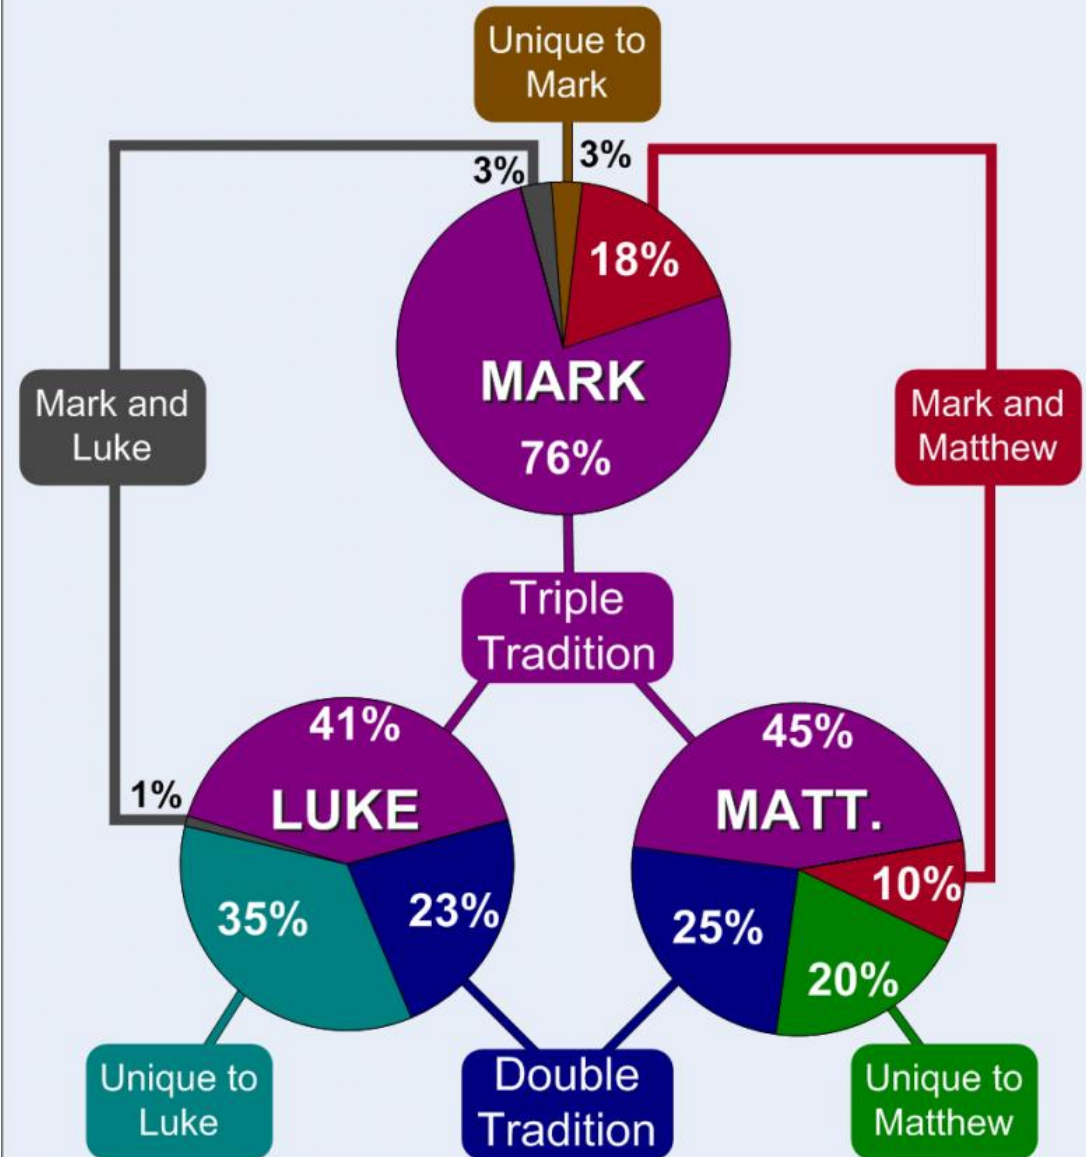 Unique to
Mark
3%
3%
18%
MARK
76%
Mark and
Luke
Mark and
Matthew
Triple
Tradition
41%
LUKE
1%
35%
23%
45%
MATT.
10%
25%
20%
Unique to
Luke
Double
Tradition
Unique to
Matthew